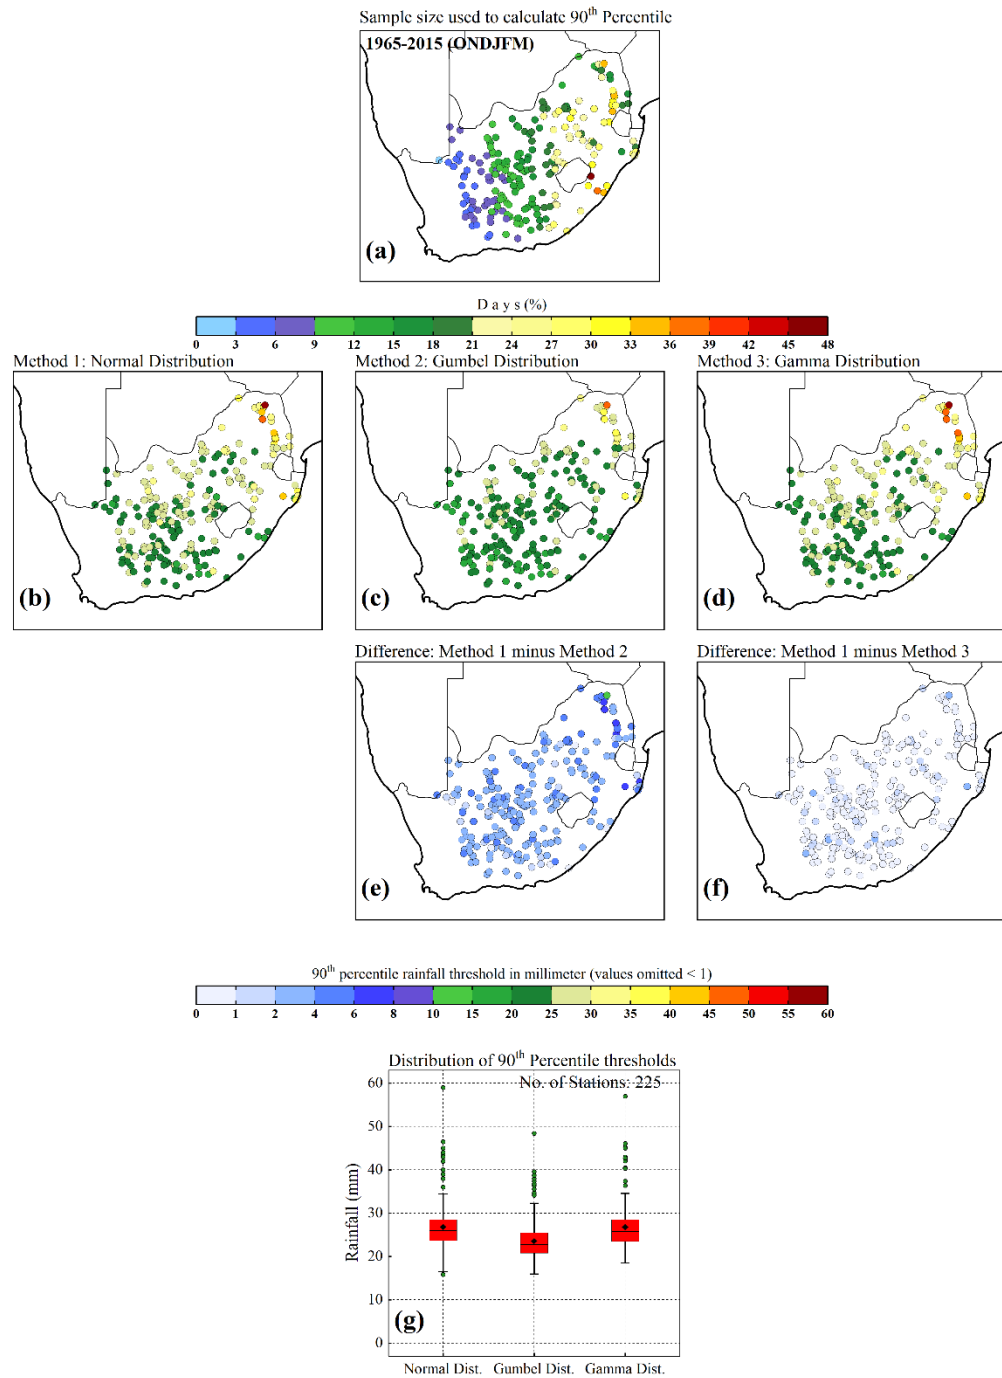 Sample size used to calculate 90th Percentile
1965-2015 (ONDJFM)
(a)
D a y s (%)
0 3 6 9 12 15 18 21 24 27 30 33 36 39 42 45 48
Method 1: Normal Distribution
Method 2: Gumbel Distribution
Method 3: Gamma Distribution
(b)
(c)
(d)
Difference: Method 1 minus Method 2
Difference: Method 1 minus Method 3
(e)
(f)
90th percentile rainfall threshold in millimeter (values omitted < 1)
0 1 2 4 6 8 10 15 20 25 30 35 40 45 50 55 60
Distribution of 90th Percentile thresholds
No. of Stations: 225
60
50
40
30
20
10
0
Rainfall (mm)
(g)
Normal Dist. Gumbel Dist. Gamma Dist.